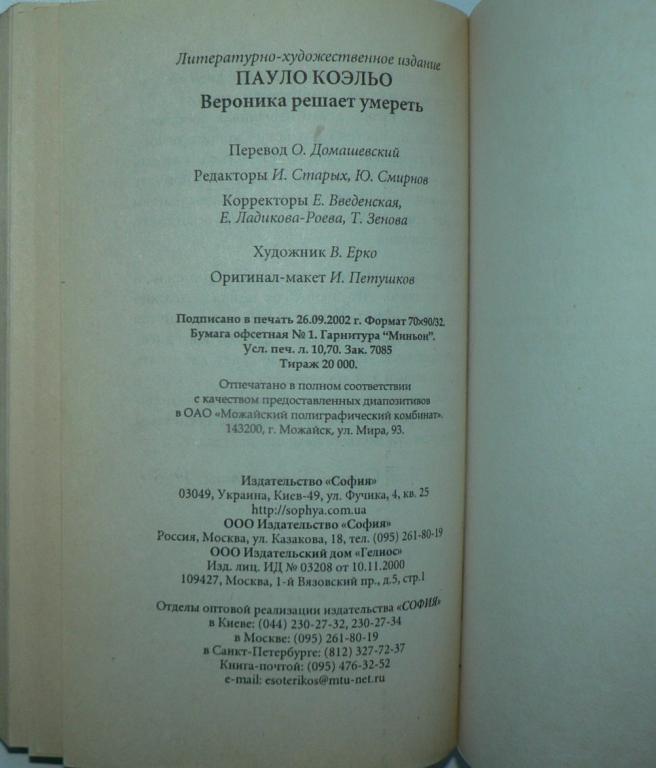 Литературно-художественное издание
ПАУЛО КОЭЛЬО
Вероника решает умереть
Перевод О. Домашевский
Редакторы И. Старых, Ю. Смирнов
Корректоры Е. Введенская,
Е. Ладикова-Роева, Т. Зенова
Художник В. Ерко
Оригинал-макет И. Петушков
Подписано в печать 26.09.2002 г. Формат 70×90/32.
Бумага офсетная № 1. Гарнитура "Миньон".
Усл. печ. л. 10,70. Зак. 7085
Тираж 20 000.
Отпечатано в полном соответствии
с качеством предоставленных диапозитивов
в ОАО «Можайский полиграфический комбинат».
143200, г. Можайск, ул. Мира, 93.
Издательство «София»
03049, Украина, Киев-49, ул. Фучика, 4, кв. 25
http://sophya.com.ua
ООО Издательство «София»
Россия, Москва, ул. Казакова, 18, тел. (095) 261-80-19
ООО Издательский дом «Гелиос»
Изд. лиц. ИД № 03208 от 10.11.2000
109427, Москва, 1-й Вязовский пр., д.5, стр.1
Отделы оптовой реализации издательства «СОФИЯ»
в Киеве: (044) 230-27-32, 230-27-34
в Москве: (095) 261-80-19
в Санкт-Петербурге: (812) 327-72-37
Книга-почтой: (095) 476-32-52
e-mail: esoterikos@mtu-net.ru